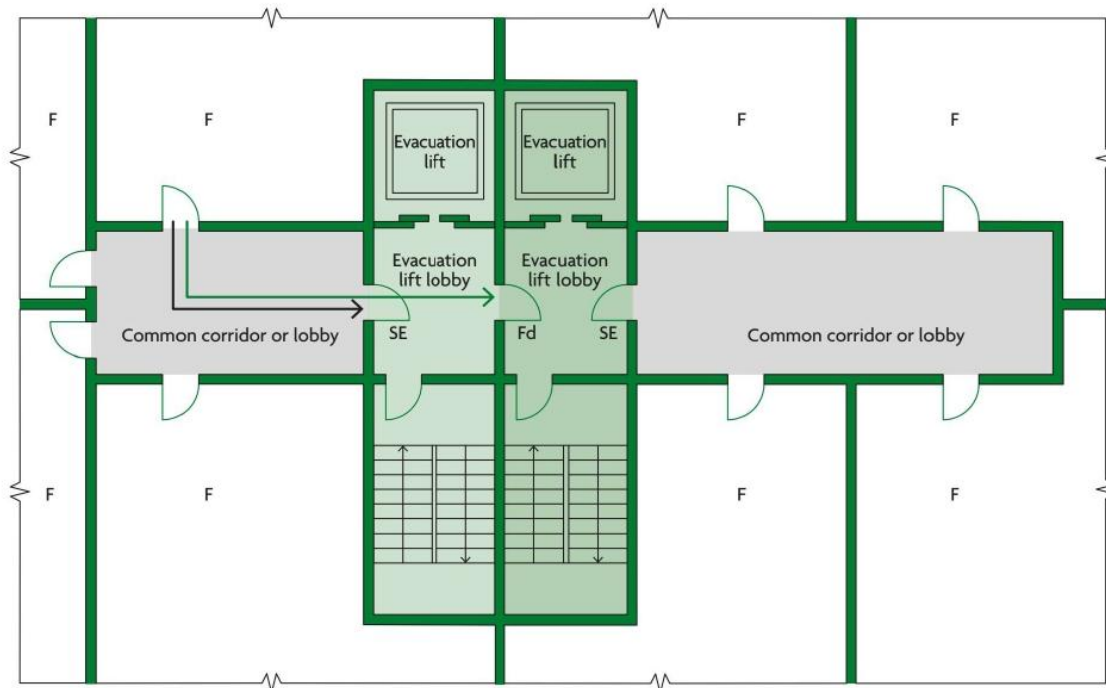 F
F
Evacuation
lift
Evacuation
lift
F
F
Evacuation
lift lobby
Evacuation
lift lobby
Common corridor or lobby
SE
Fd
SE
Common corridor or lobby
F
F
F
F